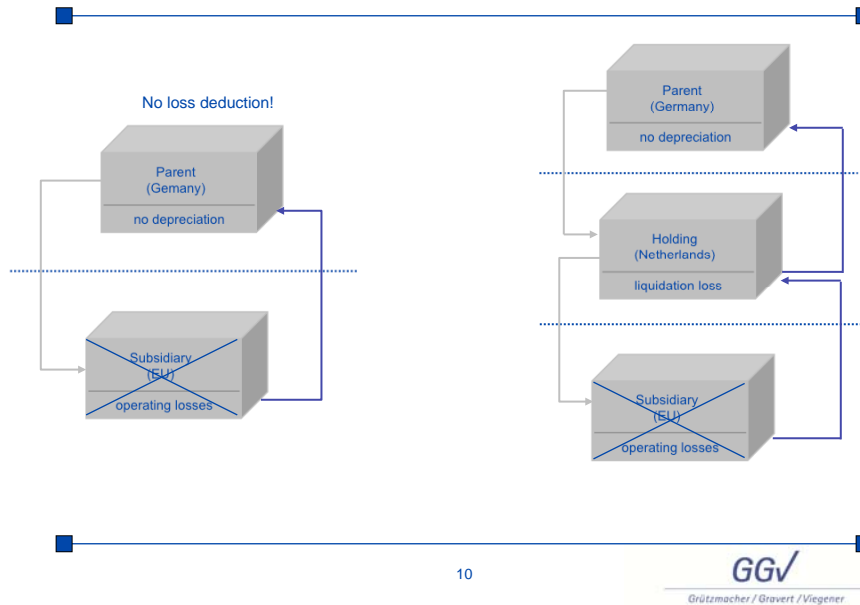 No loss deduction!
Parent
(Gemany)
no depreciation
Subsidiary
(EU)
operating losses
Parent
(Germany)
no depreciation
Holding
(Netherlands)
liquidation loss
Subsidiary
(EU)
operating losses
10
GGV
Grützmacher / Gravert / Viegener